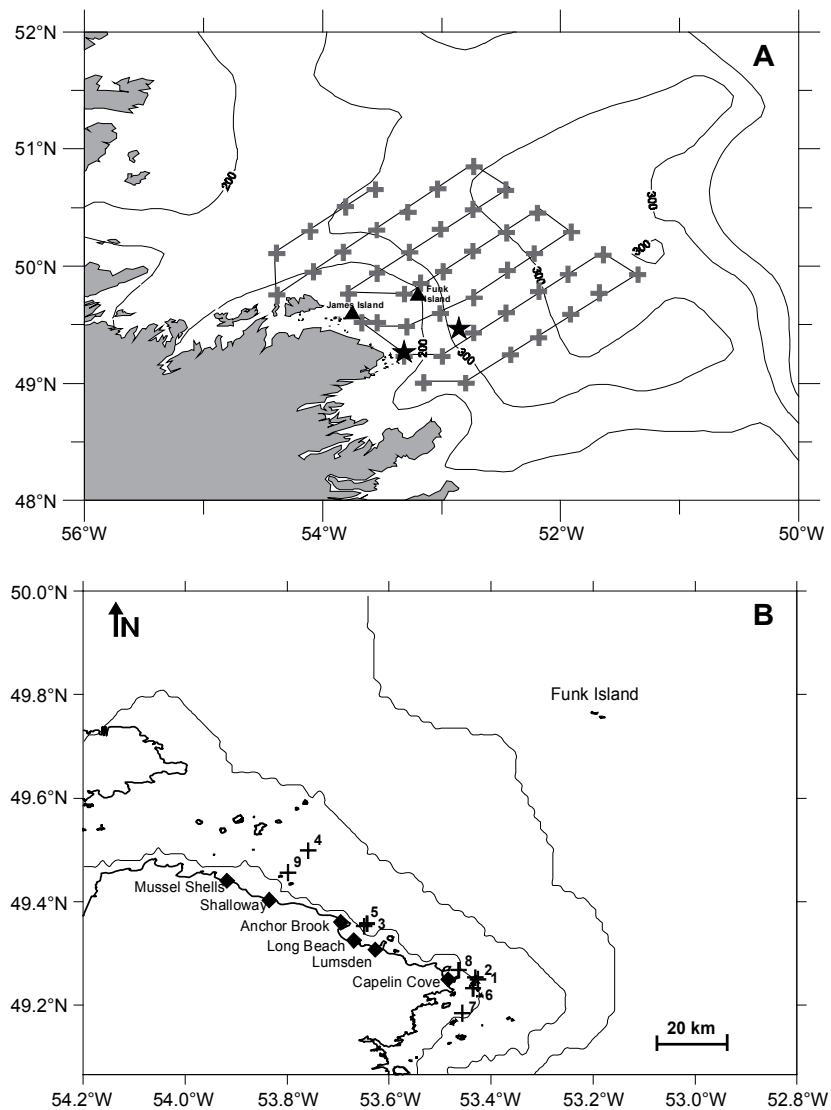 52°N
A
51°N
200
300
300
50°N
300
Funk
Island
James Island
200
300
49°N
48°N
56°W
54°W
52°W
50°W
50.0°N
N
B
Funk Island
49.8°N
49.6°N
4
9
Mussel Shells
Shalloway
49.4°N
5
Anchor Brook
3
Long Beach
Lumsden
8
2
Capelin Cove
1
6
49.2°N
7
20 km
54.2°W
54.0°W
53.8°W
53.6°W
53.4°W
53.2°W
53.0°W
52.8°W